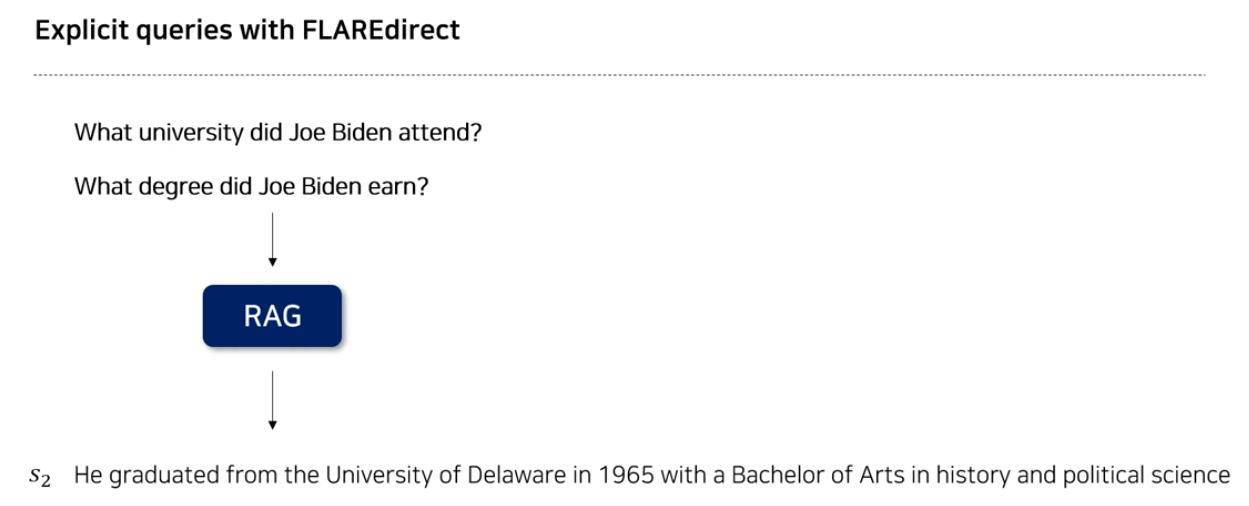 Explicit queries with FLAREdirect
What university did Joe Biden attend?
What degree did Joe Biden earn?
RAG
s₂ He graduated from the University of Delaware in 1965 with a Bachelor of Arts in history and political science